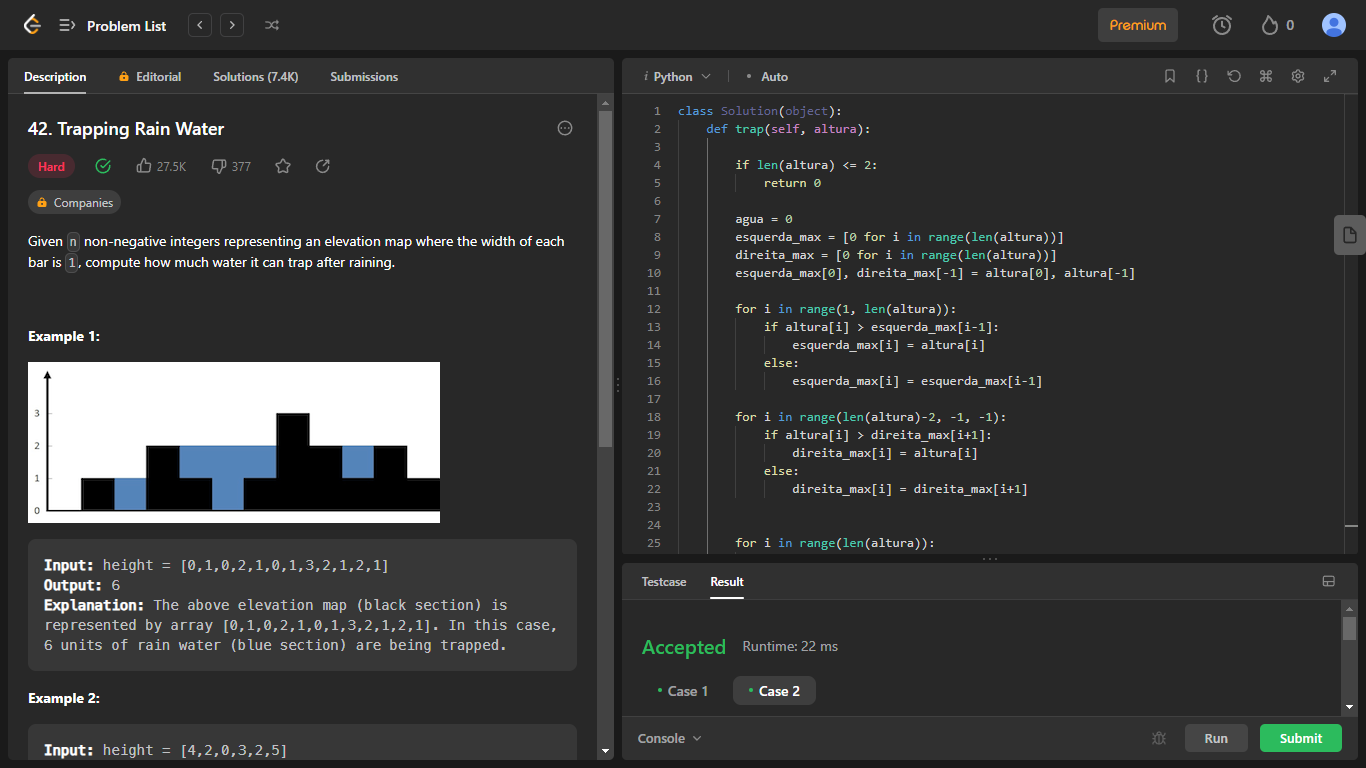 Problem List
Premium
0
Description
Editorial
Solutions (7.4K)
Submissions
42. Trapping Rain Water
Hard
27.5K
377
Companies
Given n non-negative integers representing an elevation map where the width of each
bar is 1, compute how much water it can trap after raining.
Example 1:
3
2
1
0
Input: height = [0,1,0,2,1,0,1,3,2,1,2,1]
Output: 6
Explanation: The above elevation map (black section) is
represented by array [0,1,0,2,1,0,1,3,2,1,2,1]. In this case,
6 units of rain water (blue section) are being trapped.
Example 2:
Input: height = [4,2,0,3,2,5]
i Python
• Auto
1 class Solution(object):
2 def trap(self, altura):
3
4 if len(altura) <= 2:
5 return 0
6
7 agua = 0
8 esquerda_max = [0 for i in range(len(altura))]
9 direita_max = [0 for i in range(len(altura))]
10 esquerda_max[0], direita_max[-1] = altura[0], altura[-1]
11
12 for i in range(1, len(altura)):
13 if altura[i] > esquerda_max[i-1]:
14 esquerda_max[i] = altura[i]
15 else:
16 esquerda_max[i] = esquerda_max[i-1]
17
18 for i in range(len(altura)-2, -1, -1):
19 if altura[i] > direita_max[i+1]:
20 direita_max[i] = altura[i]
21 else:
22 direita_max[i] = direita_max[i+1]
23
24
25 for i in range(len(altura)):
Testcase
Result
Accepted
Runtime: 22 ms
• Case 1
• Case 2
Console
Run
Submit